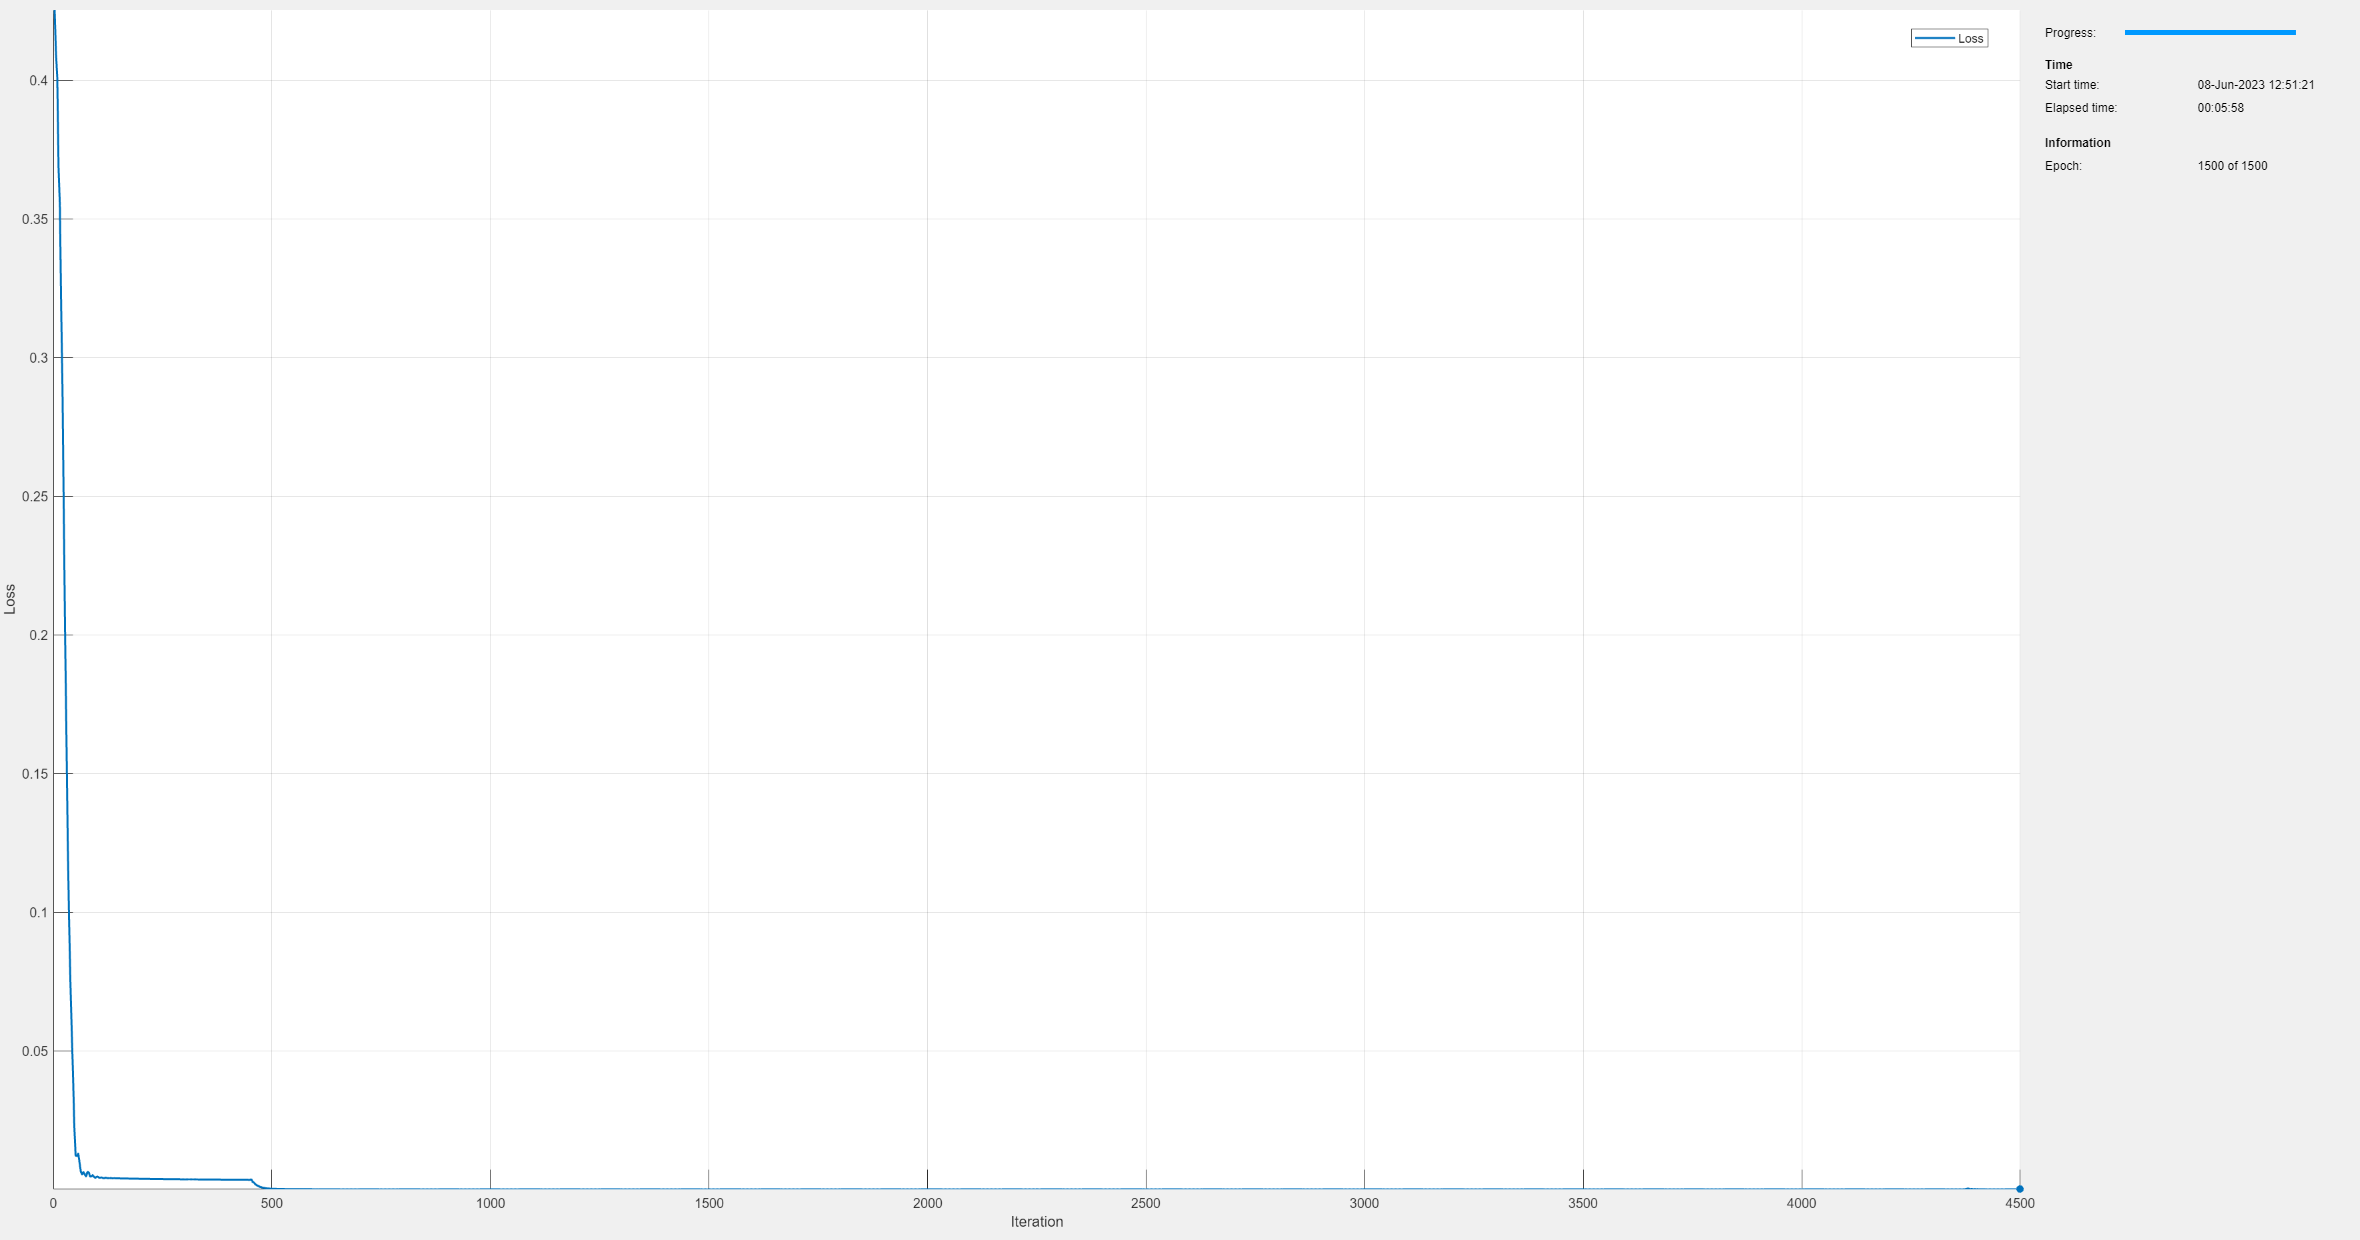 Loss
0.4
0.35
0.3
0.25
0.2
0.15
0.1
0.05
Loss
0 500 1000 1500 2000 2500 3000 3500 4000 4500
Iteration
Progress:
Time
Start time: 08-Jun-2023 12:51:21
Elapsed time: 00:05:58
Information
Epoch: 1500 of 1500